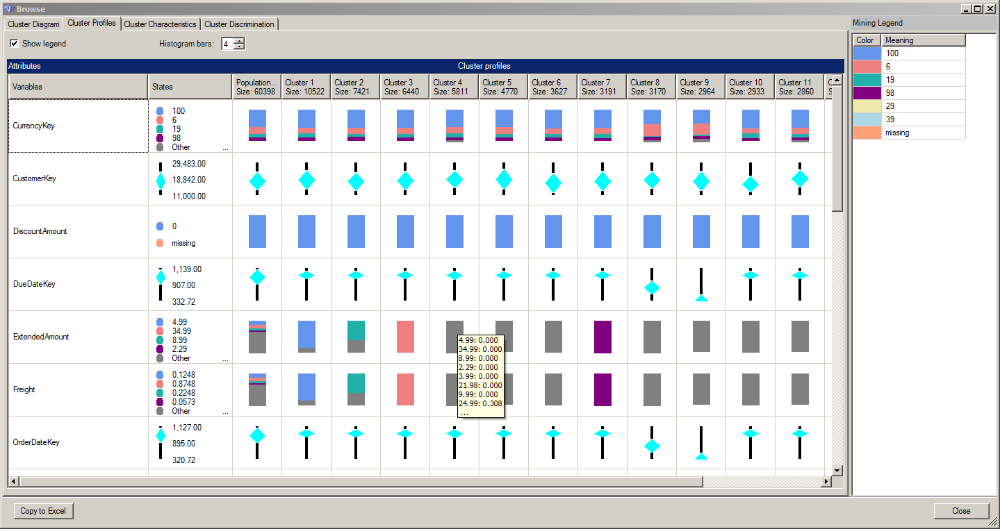 Browse
Cluster Diagram Cluster Profiles Cluster Characteristics Cluster Discrimination
Show legend Histogram bars: 4
Attributes Cluster profiles
Variables States Population... Cluster 1 Cluster 2 Cluster 3 Cluster 4 Cluster 5 Cluster 6 Cluster 7 Cluster 8 Cluster 9 Cluster 10 Cluster 11 C
Size: 60398 Size: 10522 Size: 7421 Size: 6440 Size: 5811 Size: 4770 Size: 3627 Size: 3191 Size: 3170 Size: 2964 Size: 2933 Size: 2860 S
CurrencyKey
100
6
19
98
Other ...
CustomerKey
29,483.00
18,842.00
11,000.00
DiscountAmount
0
missing
DueDateKey
1,139.00
907.00
332.72
ExtendedAmount
4.99
34.99
8.99
2.29
Other ...
Freight
0.1248
0.8748
0.2248
0.0573
Other ...
OrderDateKey
1,127.00
895.00
320.72
4.99: 0.000
34.99: 0.000
8.99: 0.000
2.29: 0.000
3.99: 0.000
21.98: 0.000
9.99: 0.000
24.99: 0.308
...
Mining Legend
Color Meaning
100
6
19
98
29
39
missing
Copy to Excel Close